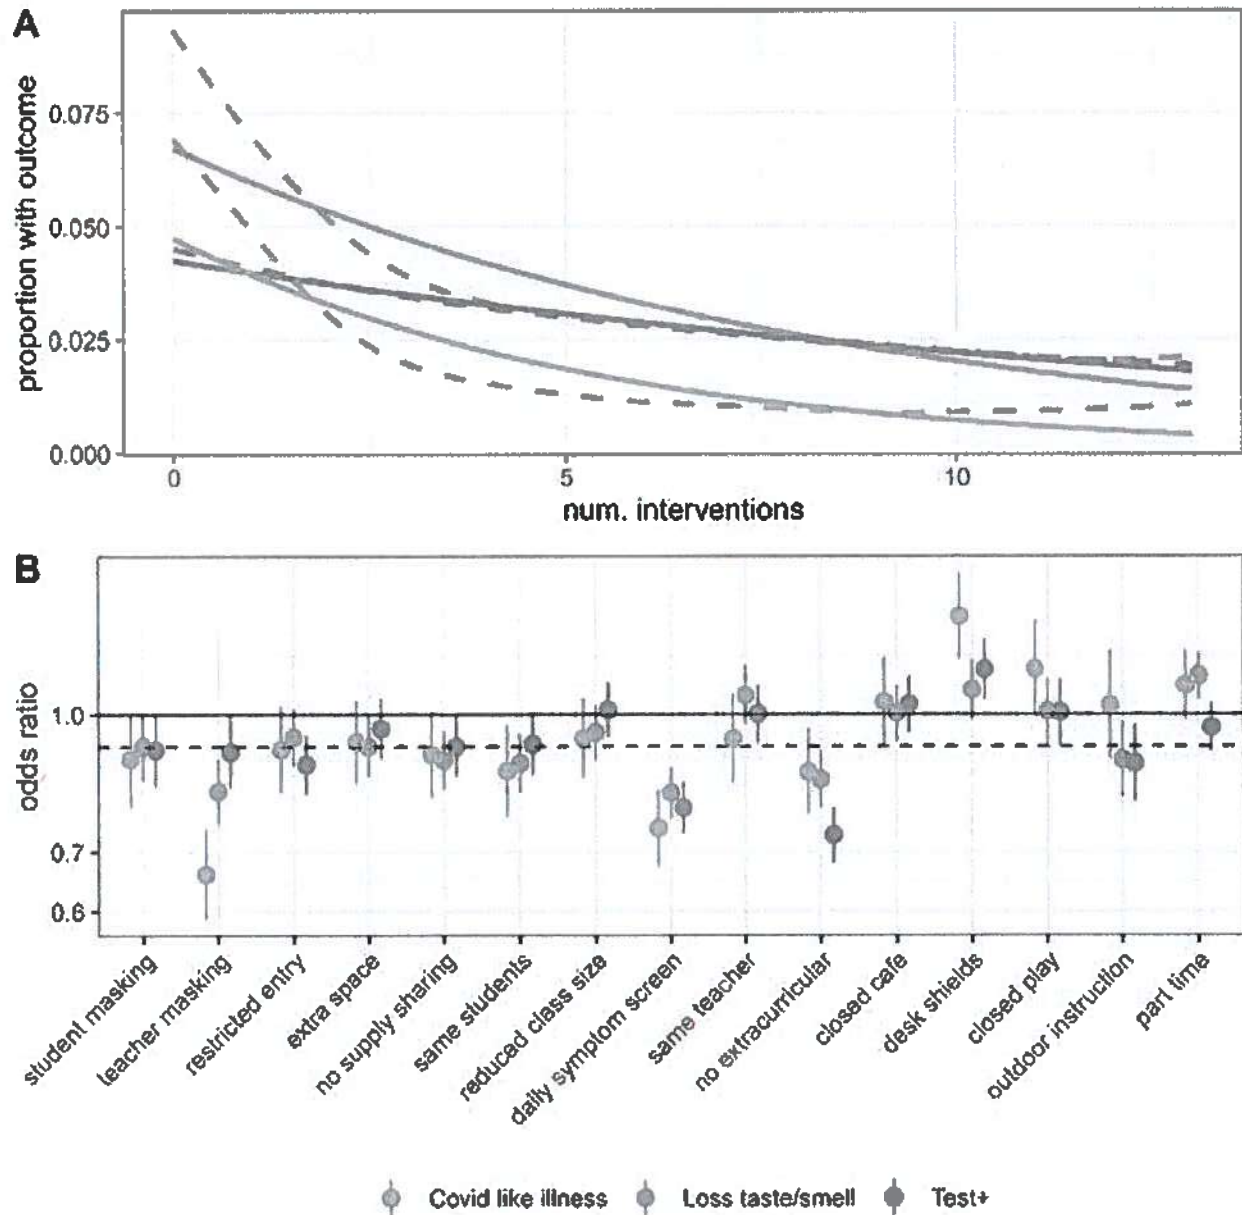 A
proportion with outcome
0.075
0.050
0.025
0.000
0
5
10
num. interventions
B
odds ratio
1.0
0.7
0.6
student masking
teacher masking
restricted entry
extra space
no supply sharing
same students
reduced class size
daily symptom screen
same teacher
no extracurricular
closed cafe
desk shields
closed play
outdoor instruction
part time
Covid like illness
Loss taste/smell
Test+